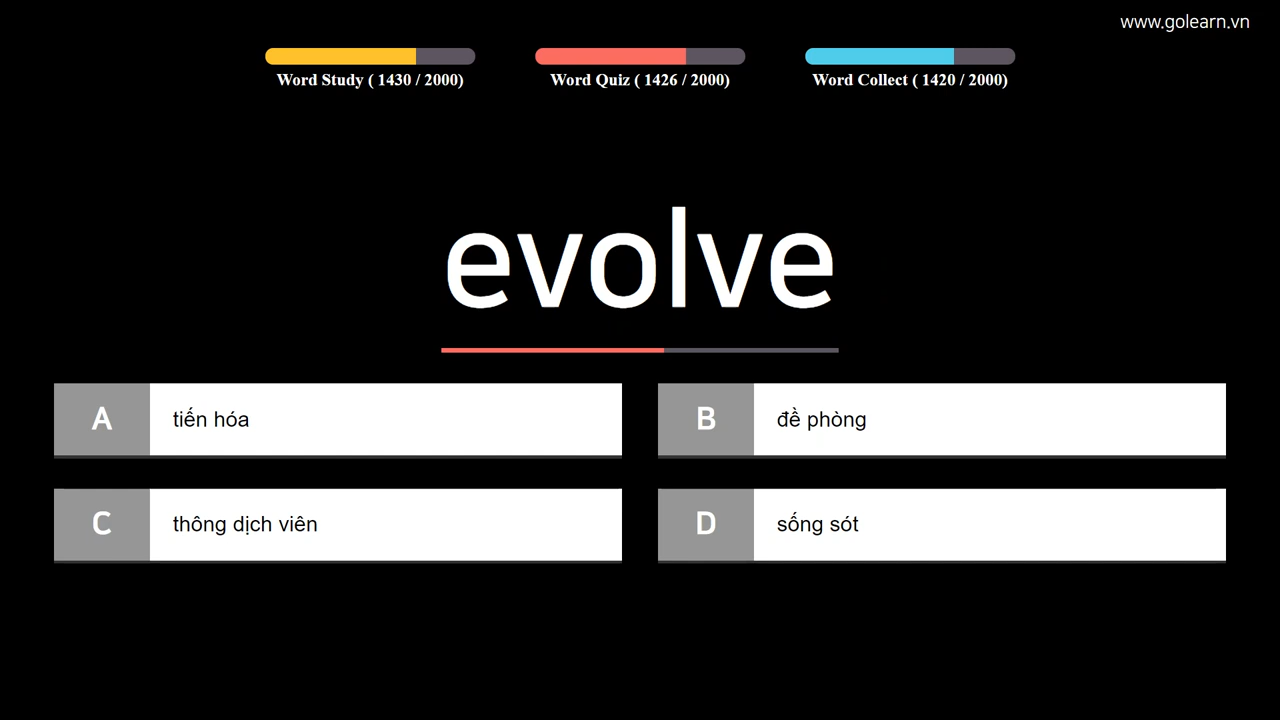 www.golearn.vn
Word Study ( 1430 / 2000)
Word Quiz ( 1426 / 2000)
Word Collect ( 1420 / 2000)
evolve
A tiến hóa
B đề phòng
C thông dịch viên
D sống sót